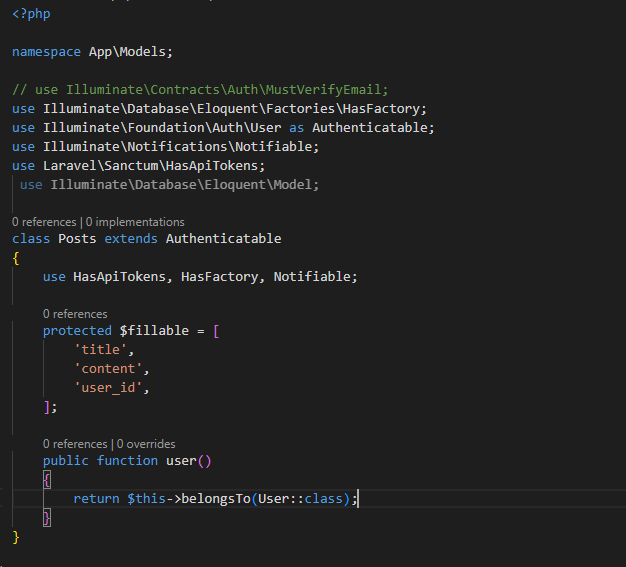 <?php
namespace App\Models;
// use Illuminate\Contracts\Auth\MustVerifyEmail;
use Illuminate\Database\Eloquent\Factories\HasFactory;
use Illuminate\Foundation\Auth\User as Authenticatable;
use Illuminate\Notifications\Notifiable;
use Laravel\Sanctum\HasApiTokens;
use Illuminate\Database\Eloquent\Model;
0 references | 0 implementations
class Posts extends Authenticatable
{
use HasApiTokens, HasFactory, Notifiable;
0 references
protected $fillable = [
'title',
'content',
'user_id',
];
0 references | 0 overrides
public function user()
{
return $this->belongsTo(User::class);
}
}